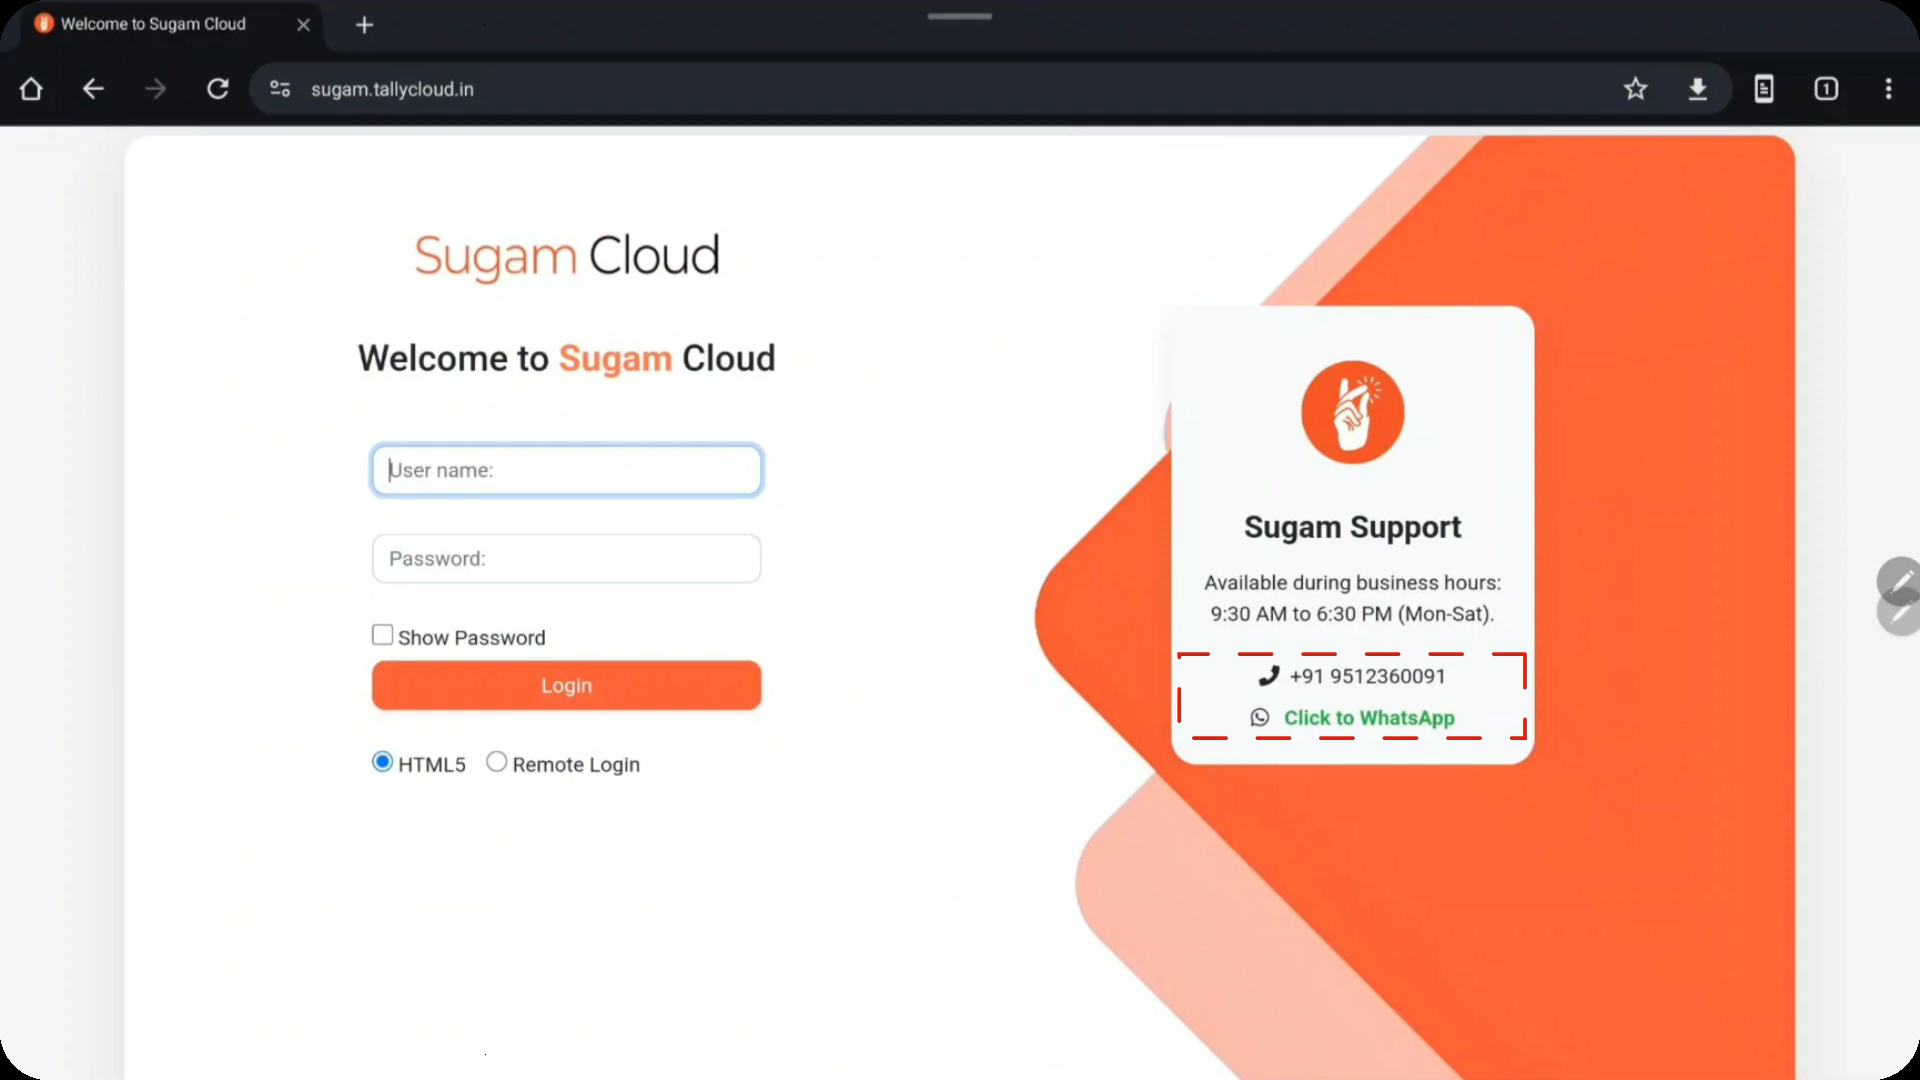 Welcome to Sugam Cloud
sugam.tallycloud.in
1
Sugam Cloud
Welcome to Sugam Cloud
User name:
Password:
Show Password
Login
HTML5 Remote Login
Sugam Support
Available during business hours:
9:30 AM to 6:30 PM (Mon-Sat).
+91 9512360091
Click to WhatsApp